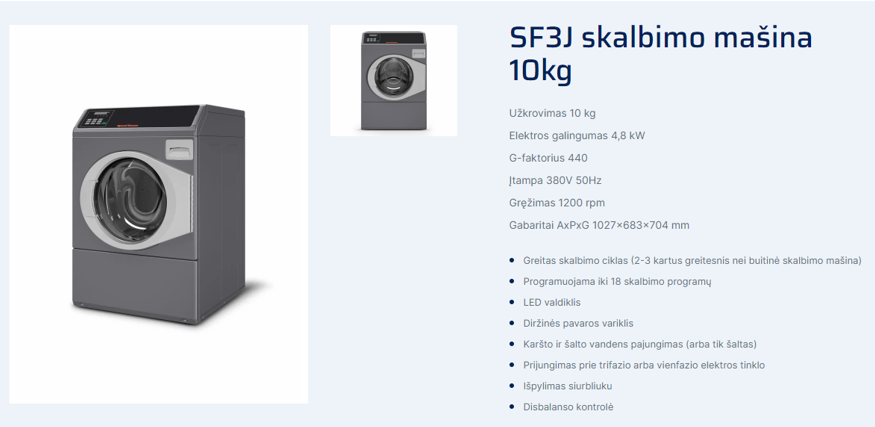 SF3J skalbimo mašina
10kg
Užkrovimas 10 kg
Elektros galingumas 4,8 kW
G-faktorius 440
Įtampa 380V 50Hz
Gręžimas 1200 rpm
Gabaritai AxPxG 1027×683×704 mm
Greitas skalbimo ciklas (2-3 kartus greitesnis nei buitinė skalbimo mašina)
Programuojama iki 18 skalbimo programų
LED valdiklis
Diržinės pavaros variklis
Karšto ir šalto vandens pajungimas (arba tik šaltas)
Prijungimas prie trifazio arba vienfazio elektros tinklo
Išpylimas siurbliuku
Disbalanso kontrolė